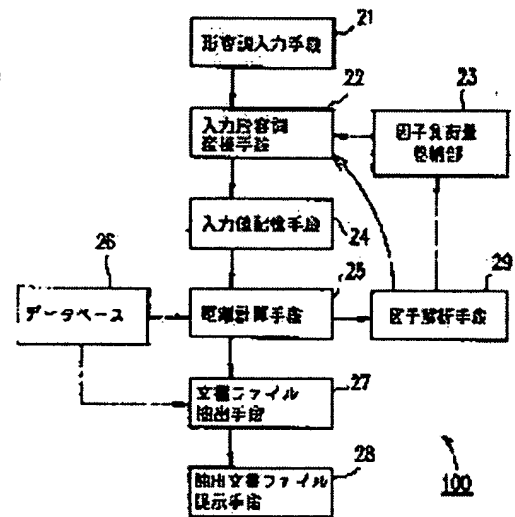 21
形容詞入力手段
22
23
入力形容詞
変換手段
因子負荷量
格納部
入力値記憶手段
24
26
25
29
データベース
距離計算手段
因子解析手段
27
文書ファイル
抽出手段
28
抽出文書ファイル
提示手段
100